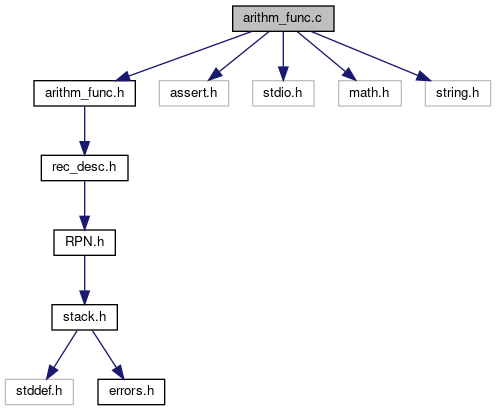 arithm_func.c
arithm_func.h
assert.h
stdio.h
math.h
string.h
rec_desc.h
RPN.h
stack.h
stddef.h
errors.h